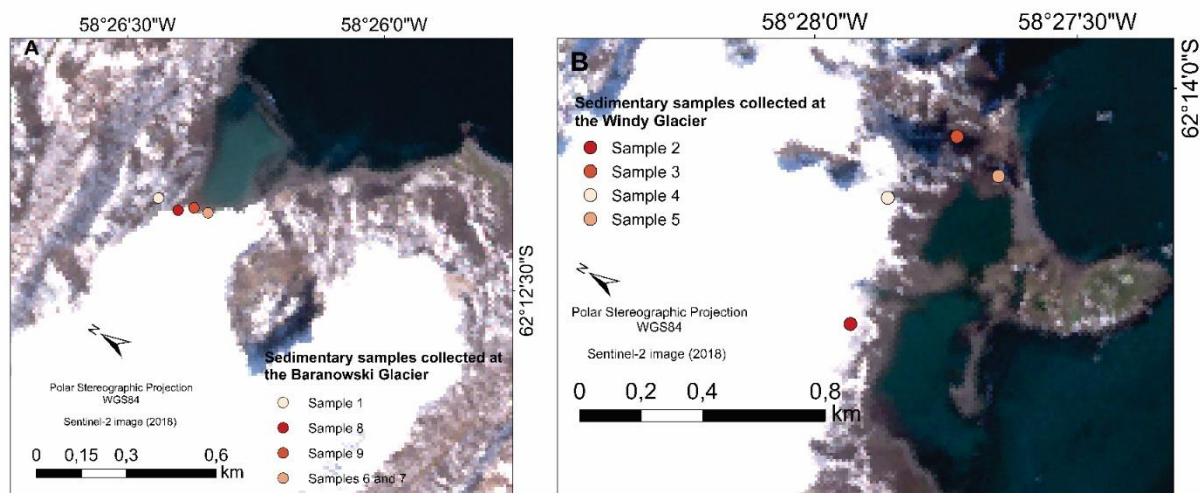 58°26'30"W
58°26'0"W
A
62°12'30"S
N
Polar Stereographic Projection
WGS84
Sentinel-2 image (2018)
0 0,15 0,3 0,6
km
Sedimentary samples collected at
the Baranowski Glacier
Sample 1
Sample 8
Sample 9
Samples 6 and 7
58°28'0"W
58°27'30"W
B
62°14'0"S
Sedimentary samples collected at
the Windy Glacier
Sample 2
Sample 3
Sample 4
Sample 5
N
Polar Stereographic Projection
WGS84
Sentinel-2 image (2018)
0 0,2 0,4 0,8
km